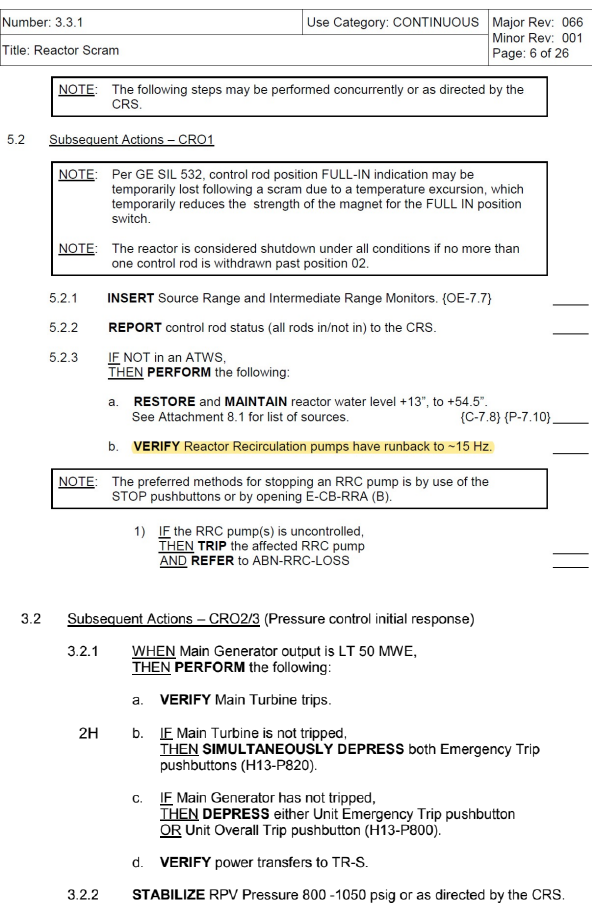 Number: 3.3.1
Use Category: CONTINUOUS
Major Rev: 066
Minor Rev: 001
Page: 6 of 26
Title: Reactor Scram
NOTE: The following steps may be performed concurrently or as directed by the
CRS.
5.2 Subsequent Actions – CRO1
NOTE: Per GE SIL 532, control rod position FULL-IN indication may be
temporarily lost following a scram due to a temperature excursion, which
temporarily reduces the strength of the magnet for the FULL IN position
switch.
NOTE: The reactor is considered shutdown under all conditions if no more than
one control rod is withdrawn past position 02.
5.2.1 INSERT Source Range and Intermediate Range Monitors. {OE-7.7}
5.2.2 REPORT control rod status (all rods in/not in) to the CRS.
5.2.3 IF NOT in an ATWS,
THEN PERFORM the following:
a. RESTORE and MAINTAIN reactor water level +13”, to +54.5”.
See Attachment 8.1 for list of sources. {C-7.8} {P-7.10}
b. VERIFY Reactor Recirculation pumps have runback to ~15 Hz.
NOTE: The preferred methods for stopping an RRC pump is by use of the
STOP pushbuttons or by opening E-CB-RRA (B).
1) IF the RRC pump(s) is uncontrolled,
THEN TRIP the affected RRC pump
AND REFER to ABN-RRC-LOSS
3.2 Subsequent Actions – CRO2/3 (Pressure control initial response)
3.2.1 WHEN Main Generator output is LT 50 MWE,
THEN PERFORM the following:
a. VERIFY Main Turbine trips.
2H b. IF Main Turbine is not tripped,
THEN SIMULTANEOUSLY DEPRESS both Emergency Trip
pushbuttons (H13-P820).
c. IF Main Generator has not tripped,
THEN DEPRESS either Unit Emergency Trip pushbutton
OR Unit Overall Trip pushbutton (H13-P800).
d. VERIFY power transfers to TR-S.
3.2.2 STABILIZE RPV Pressure 800 -1050 psig or as directed by the CRS.